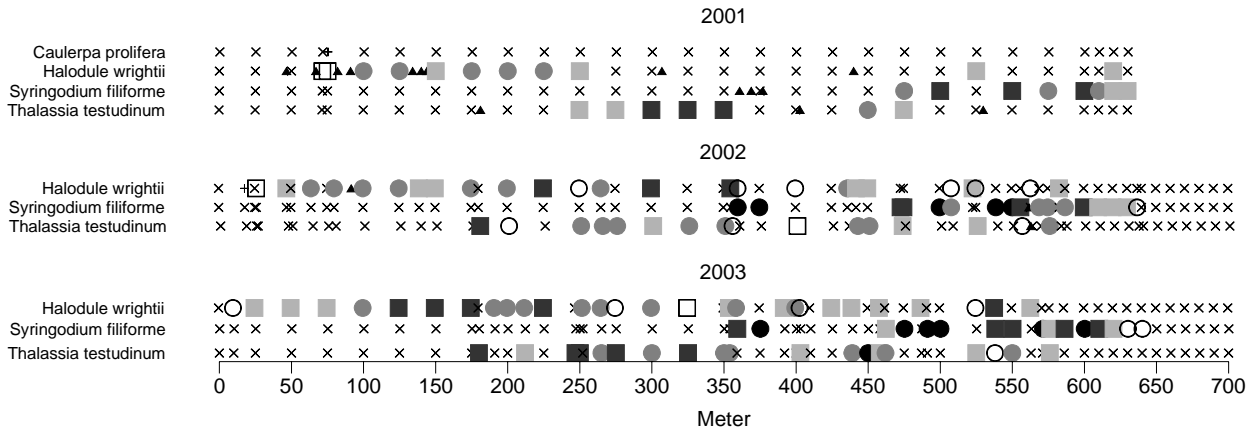 2001
Caulerpa prolifera
Halodule wrightii
Syringodium filiforme
Thalassia testudinum
2002
Halodule wrightii
Syringodium filiforme
Thalassia testudinum
2003
Halodule wrightii
Syringodium filiforme
Thalassia testudinum
0 50 100 150 200 250 300 350 400 450 500 550 600 650 700
Meter